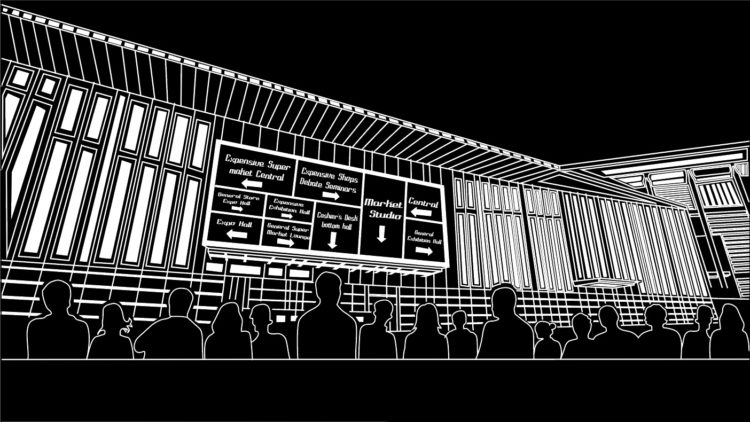 Expensive Super
market Central
Expensive Shops
Debate Seminors
Market
Studio
Central
General Store
Expo Hall
Expensive
Exhibition Hall
Expo Hall
General Super
Market Lounge
Cashier's Desk
bottom hall
General
Exhibition Hall